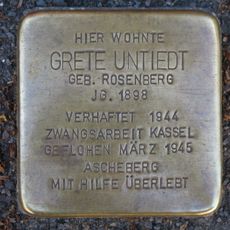 HIER WOHNTE
GRETE UNTIEDT
GEB. ROSENBERG
JG. 1898
VERHAFTET 1944
ZWANGSARBEIT KASSEL
GEFLOHEN MÄRZ 1945
ASCHEBERG
MIT HILFE ÜBERLEBT